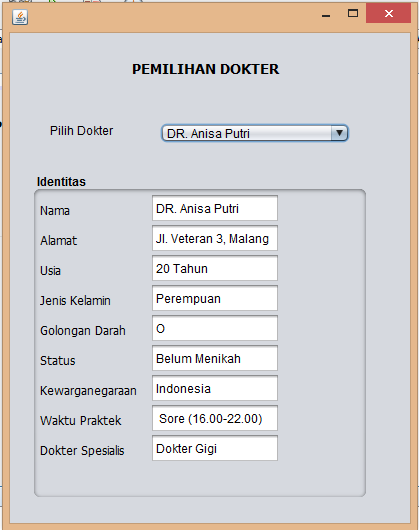 PEMILIHAN DOKTER
Pilih Dokter DR. Anisa Putri
Identitas
Nama DR. Anisa Putri
Alamat Jl. Veteran 3, Malang
Usia 20 Tahun
Jenis Kelamin Perempuan
Golongan Darah O
Status Belum Menikah
Kewarganegaraan Indonesia
Waktu Praktek Sore (16.00-22.00)
Dokter Spesialis Dokter Gigi